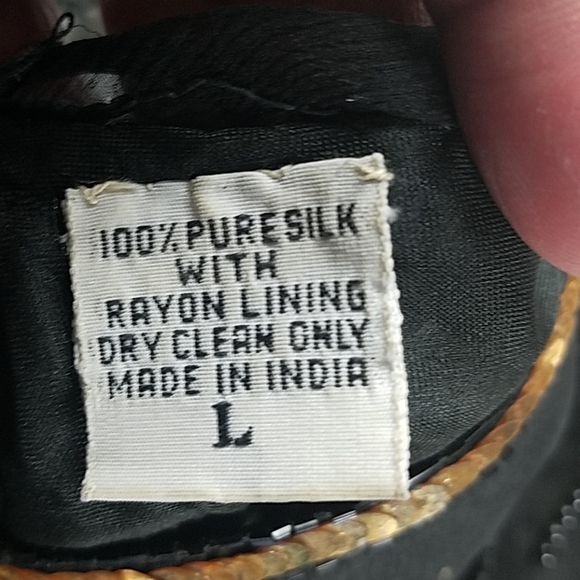 100% PURE SILK
WITH
RAYON LINING
DRY CLEAN ONLY
MADE IN INDIA
L